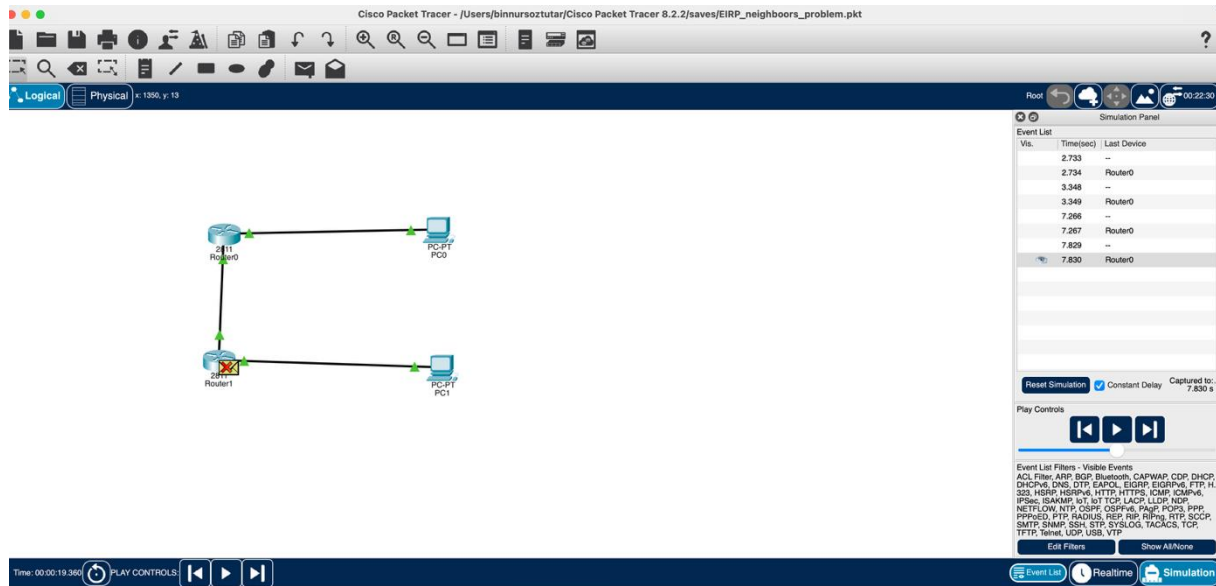 Cisco Packet Tracer - /Users/binnursoztutar/Cisco Packet Tracer 8.2.2/saves/EIRP_neighboors_problem.pkt
?
Logical
Physical
x: 1350, y: 13
Root
00:22:30
Simulation Panel
Event List
Vis. Time(sec) Last Device
2.733 --
2.734 Router0
3.348 --
3.349 Router0
7.266 --
7.267 Router0
7.829 --
7.830 Router0
2811
Router0
PC-PT
PC0
2811
Router1
PC-PT
PC1
Reset Simulation
Constant Delay
Captured to:
7.830 s
Play Controls
Event List Filters - Visible Events
ACL Filter, ARP, BGP, Bluetooth, CAPWAP, CDP, DHCP,
DHCPv6, DNS, DTP, EAPOL, EIGRP, EIGRPv6, FTP, H.
323, HSRP, HSRPv6, HTTP, HTTPS, ICMP, ICMPv6,
IPSec, ISAKMP, IoT, IoT TCP, LACP, LLDP, NDP,
NETFLOW, NTP, OSPF, OSPFv6, PAgP, POP3, PPP,
PPPoED, PTP, RADIUS, REP, RIP, RIPng, RTP, SCCP,
SMTP, SNMP, SSH, STP, SYSLOG, TACACS, TCP,
TFTP, Telnet, UDP, USB, VTP
Edit Filters
Show All/None
Time: 00:00:19.360
PLAY CONTROLS:
Event List
Realtime
Simulation